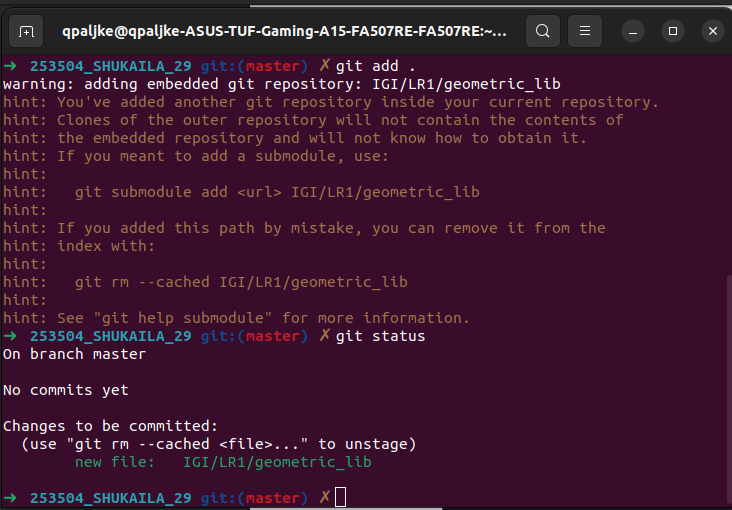 qpaljke@qpaljke-ASUS-TUF-Gaming-A15-FA507RE-FA507RE:~...
➜  253504_SHUKAILA_29 git:(master) ✗ git add .
warning: adding embedded git repository: IGI/LR1/geometric_lib
hint: You've added another git repository inside your current repository.
hint: Clones of the outer repository will not contain the contents of
hint: the embedded repository and will not know how to obtain it.
hint: If you meant to add a submodule, use:
hint:
hint:   git submodule add <url> IGI/LR1/geometric_lib
hint:
hint: If you added this path by mistake, you can remove it from the
hint: index with:
hint:
hint:   git rm --cached IGI/LR1/geometric_lib
hint:
hint: See "git help submodule" for more information.
➜  253504_SHUKAILA_29 git:(master) ✗ git status
On branch master
No commits yet
Changes to be committed:
  (use "git rm --cached <file>..." to unstage)
        new file:   IGI/LR1/geometric_lib
➜  253504_SHUKAILA_29 git:(master) ✗